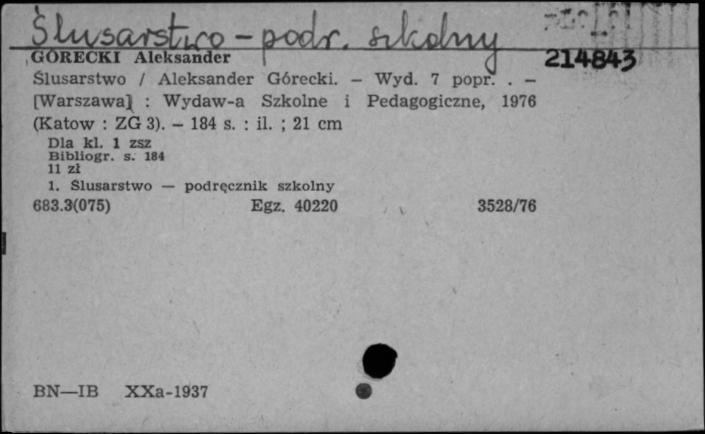 Ślusarstwo - podr. szkolny
GÓRECKI Aleksander
214843
Ślusarstwo / Aleksander Górecki. – Wyd. 7 popr. . –
[Warszawa] : Wydaw-a Szkolne i Pedagogiczne, 1976
(Katow : ZG 3). – 184 s. : il. ; 21 cm
Dla kl. 1 zsz
Bibliogr. s. 184
11 zł
1. Ślusarstwo — podręcznik szkolny
683.3(075) Egz. 40220 3528/76
BN—IB XXa-1937